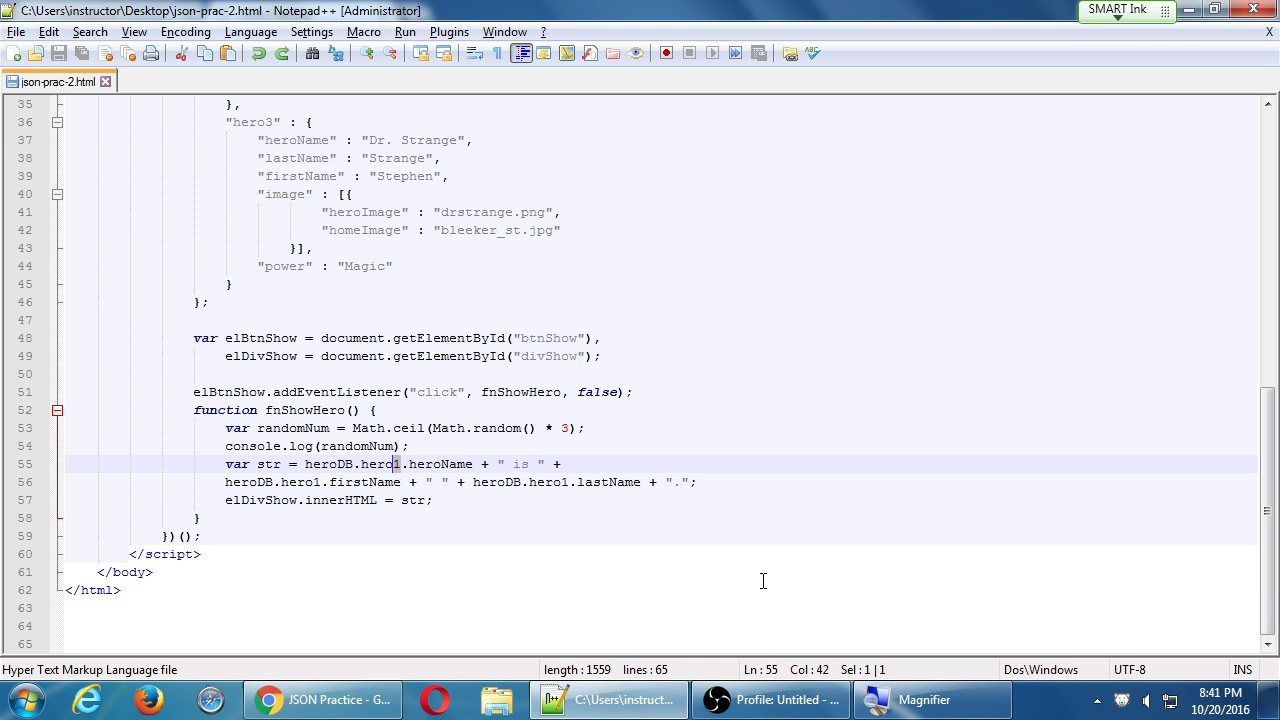 C:\Users\instructor\Desktop\json-prac-2.html - Notepad++ [Administrator]
SMART Ink
File Edit Search View Encoding Language Settings Macro Run Plugins Window ? X
json-prac-2.html
35 },
36 "hero3" : {
37 "heroName" : "Dr. Strange",
38 "lastName" : "Strange",
39 "firstName" : "Stephen",
40 "image" : [{
41 "heroImage" : "drstrange.png",
42 "homeImage" : "bleeker_st.jpg"
43 }],
44 "power" : "Magic"
45 }
46 };
47
48 var elBtnShow = document.getElementById("btnShow"),
49 elDivShow = document.getElementById("divShow");
50
51 elBtnShow.addEventListener("click", fnShowHero, false);
52 function fnShowHero() {
53 var randomNum = Math.ceil(Math.random() * 3);
54 console.log(randomNum);
55 var str = heroDB.hero1.heroName + " is " +
56 heroDB.hero1.firstName + " " + heroDB.hero1.lastName + ".";
57 elDivShow.innerHTML = str;
58 }
59 })();
60 </script>
61 </body>
62 </html>
63
64
65
Hyper Text Markup Language file length : 1559 lines : 65 Ln : 55 Col : 42 Sel : 1 | 1 Dos\Windows UTF-8 INS
JSON Practice - G... C:\Users\instruct... Profile: Untitled - ... Magnifier 8:41 PM
10/20/2016